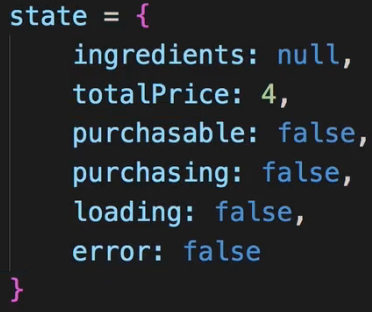 state = {
    ingredients: null,
    totalPrice: 4,
    purchasable: false,
    purchasing: false,
    loading: false,
    error: false
}